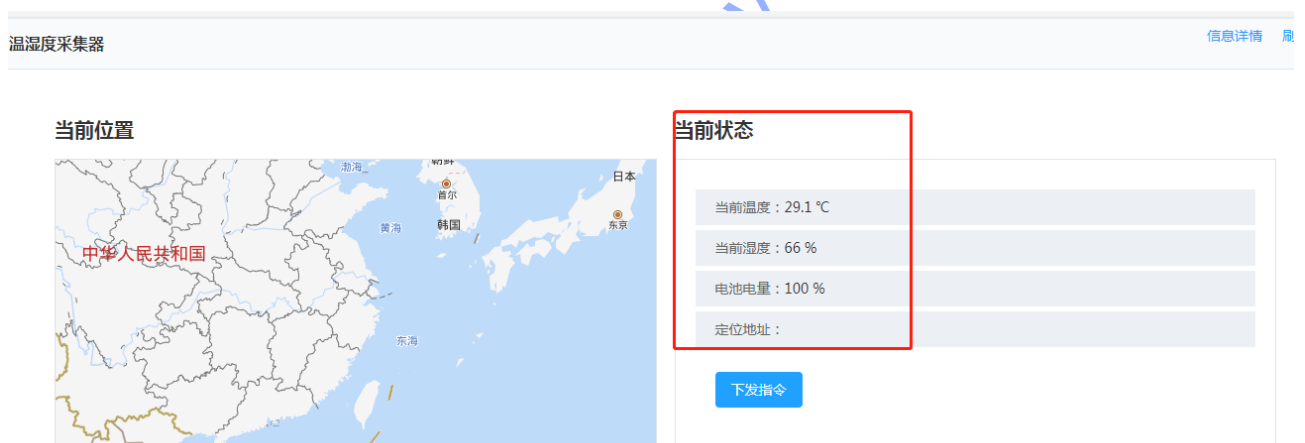 温湿度采集器
信息详情 刷
当前位置
当前状态
渤海
朝鲜
首尔
韩国
日本
东京
黄海
中华人民共和国
东海
当前温度：29.1 ℃
当前湿度：66 %
电池电量：100 %
定位地址：
下发指令